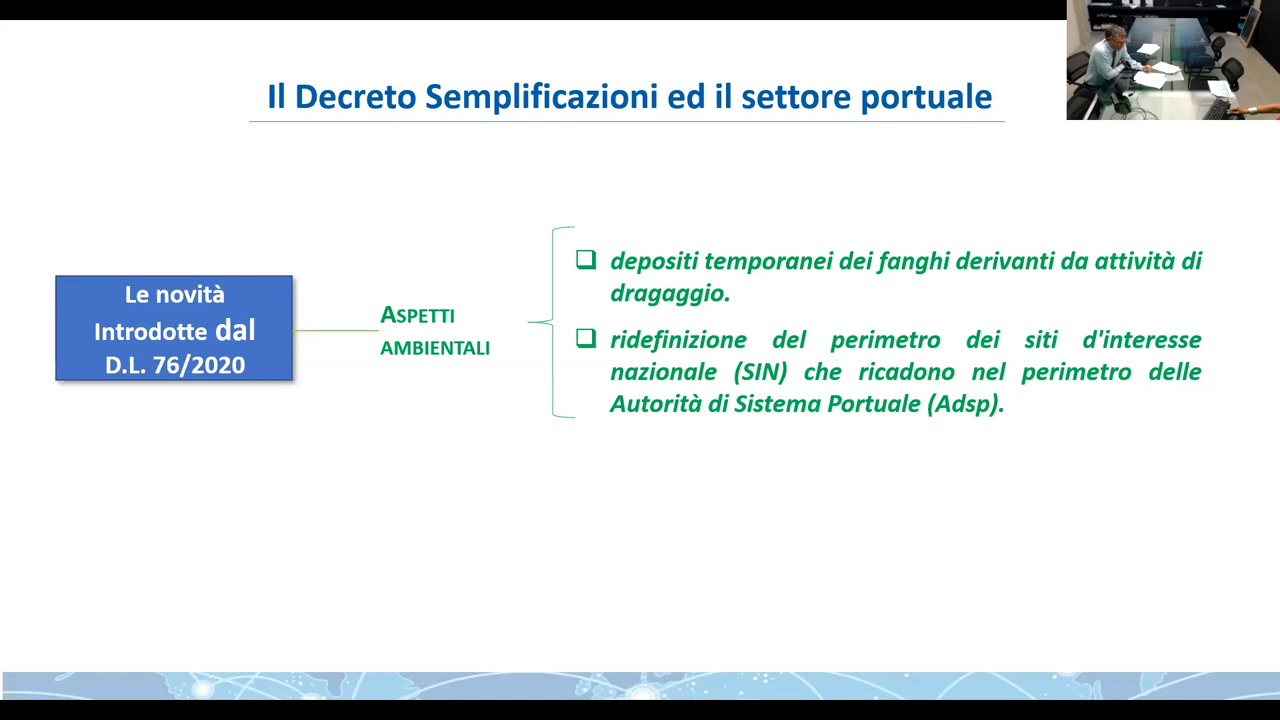 Il Decreto Semplificazioni ed il settore portuale
Le novità
Introdotte dal
D.L. 76/2020
ASPETTI
AMBIENTALI
depositi temporanei dei fanghi derivanti da attività di
dragaggio.
ridefinizione del perimetro dei siti d'interesse
nazionale (SIN) che ricadono nel perimetro delle
Autorità di Sistema Portuale (Adsp).